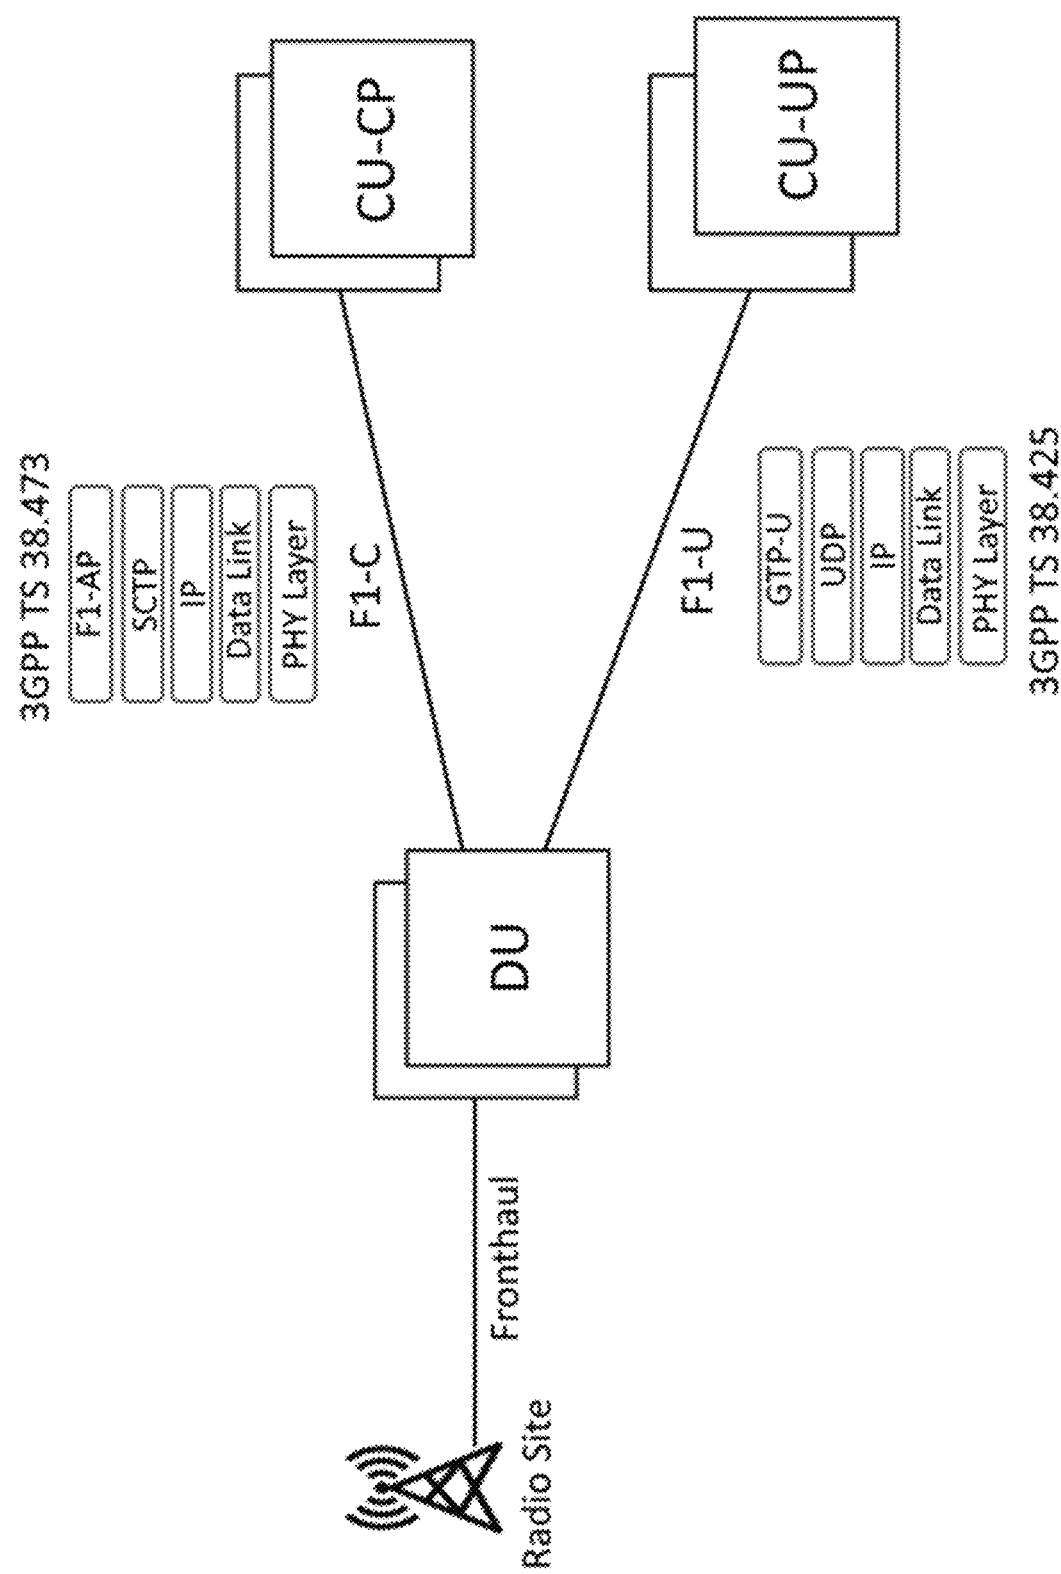 3GPP TS 38.473
F1-AP
SCTP
IP
Data Link
PHY Layer
F1-C
CU-CP
Radio Site
Fronthaul
DU
F1-U
CU-UP
GTP-U
UDP
IP
Data Link
PHY Layer
3GPP TS 38.425